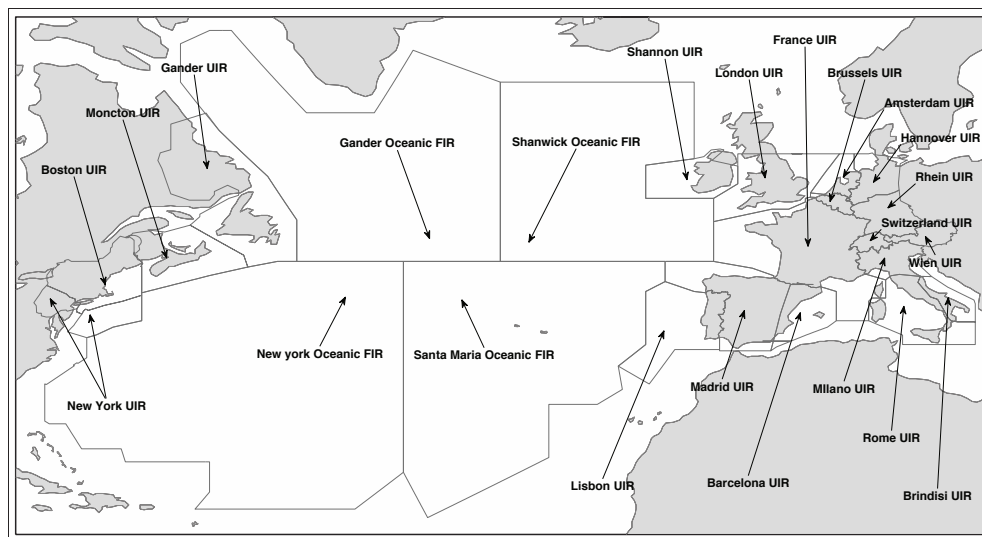 France UIR
Shannon UIR
Gander UIR
London UIR
Brussels UIR
Amsterdam UIR
Moncton UIR
Gander Oceanic FIR
Shanwick Oceanic FIR
Hannover UIR
Boston UIR
Rhein UIR
Switzerland UIR
Wien UIR
New york Oceanic FIR
Santa Maria Oceanic FIR
Madrid UIR
MIlano UIR
New York UIR
Rome UIR
Lisbon UIR
Barcelona UIR
Brindisi UIR